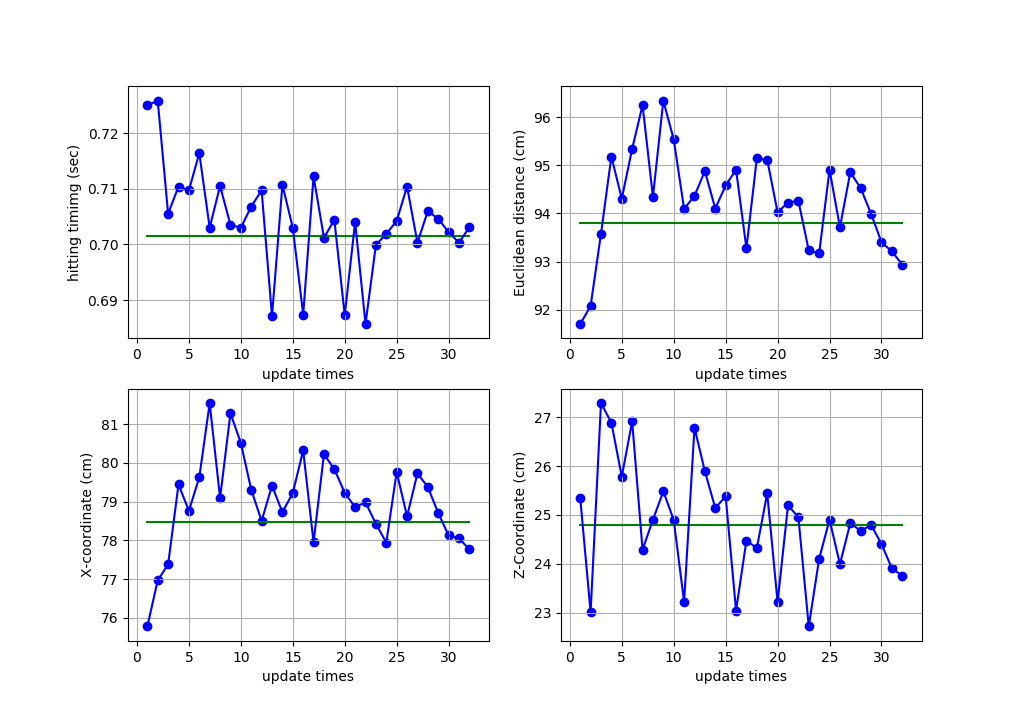 hitting timimg (sec)
0.72
0.71
0.70
0.69
0 5 10 15 20 25 30
update times
Euclidean distance (cm)
96
95
94
93
92
0 5 10 15 20 25 30
update times
X-coordinate (cm)
81
80
79
78
77
76
0 5 10 15 20 25 30
update times
Z-Coordinate (cm)
27
26
25
24
23
0 5 10 15 20 25 30
update times